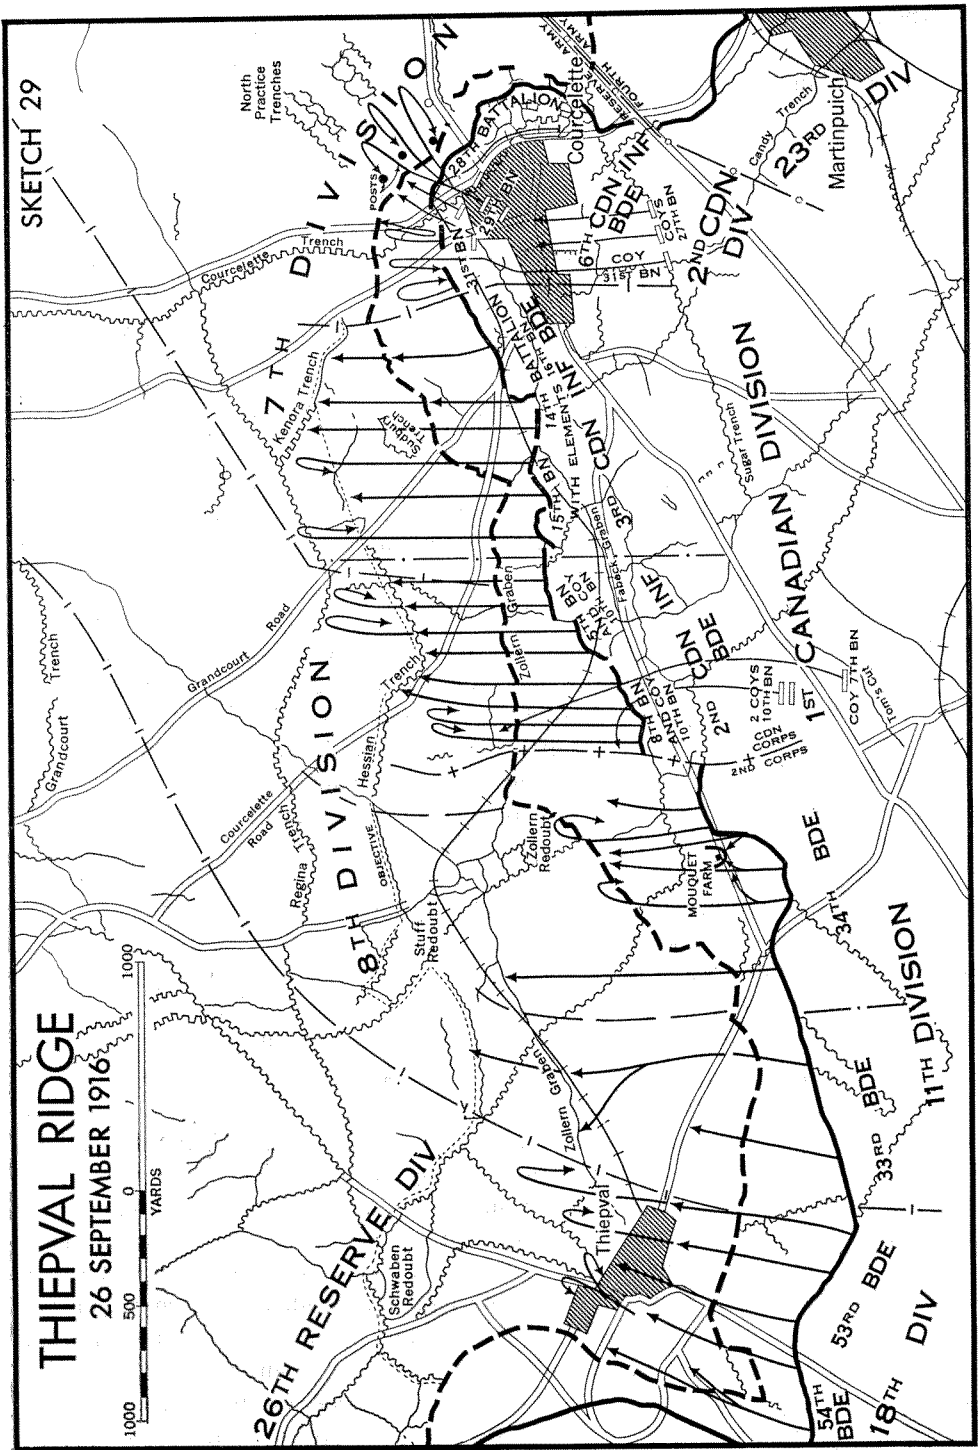 SKETCH 29
THIEPVAL RIDGE
26 SEPTEMBER 1916
1000 500 0 1000
YARDS
26TH RESERVE DIV
Schwaben
Redoubt
Thiepval
Zollern Graben
Stuff
Redoubt
8TH DIVISION
OBJECTIVE
Hessian Trench
Regina Trench
Courcelette
Road
Grandcourt
Trench
Grandcourt Road
Zollern
Redoubt
Zollern Graben
7TH DIVISION
Kenora Trench
Sudbury
Trench
Courcelette Trench
North
Practice
Trenches
POSTS
28TH BATTALION
29TH BN
31ST BN
Courcelette
RESERVE ARMY
FOURTH ARMY
6TH CDN INF
BDE
COYS
27TH BN
COY
31ST BN
2ND CDN
DIV
Candy Trench
23RD DIV
Martinpuich
14TH BATTALION
16TH BN
15TH BN
WITH ELEMENTS
3RD CDN INF BDE
Fabeck Graben
Sugar Trench
5TH BN
AND COY
10TH BN
8TH BN
AND COY
10TH BN
2ND CDN INF
BDE
2 COYS
10TH BN
COY 7TH BN
Tom's Cut
1ST CANADIAN DIVISION
CDN
CORPS
2ND CORPS
MOUQUET
FARM
34TH BDE
33RD BDE
11TH DIVISION
53RD BDE
54TH
BDE
18TH DIV